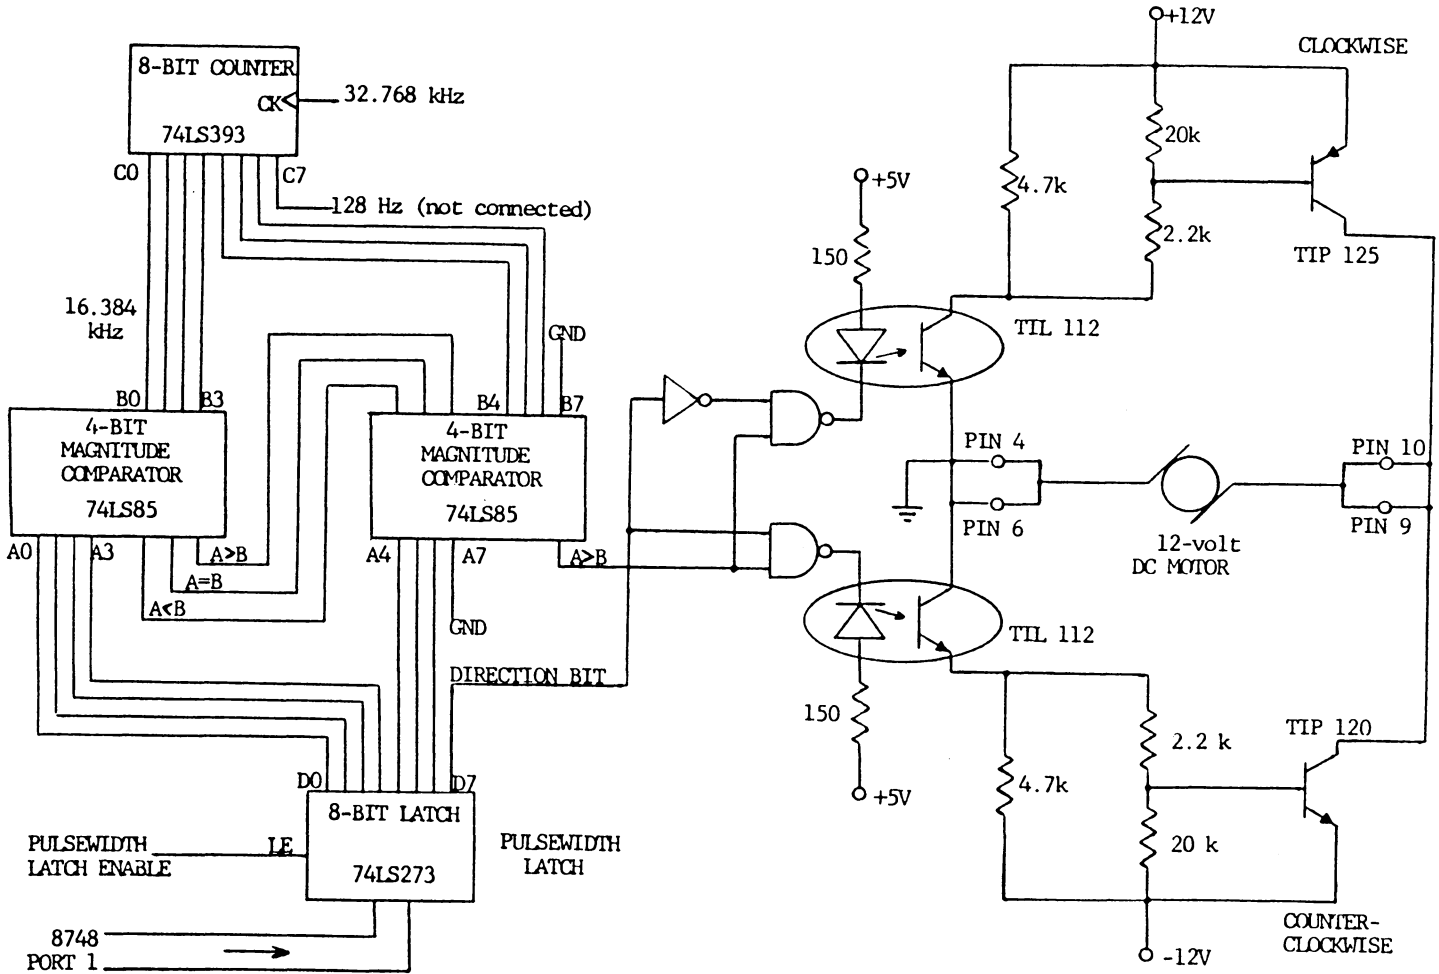 +12V
CLOCKWISE
8-BIT COUNTER
CK
32.768 kHz
74LS393
C0
C7
128 Hz (not connected)
+5V
20k
4.7k
150
2.2k
TIP 125
16.384
kHz
GND
TIL 112
B0
B3
B4
B7
4-BIT
MAGNITUDE
COMPARATOR
74LS85
4-BIT
MAGNITUDE
COMPARATOR
74LS85
PIN 4
PIN 10
PIN 6
PIN 9
12-volt
DC MOTOR
A0
A3
A>B
A=B
A<B
A4
A7
A>B
GND
TIL 112
DIRECTION BIT
150
2.2 k
TIP 120
4.7k
+5V
20 k
D0
D7
8-BIT LATCH
LE
74LS273
PULSEWIDTH
LATCH ENABLE
PULSEWIDTH
LATCH
8748
PORT 1
COUNTER-
CLOCKWISE
-12V